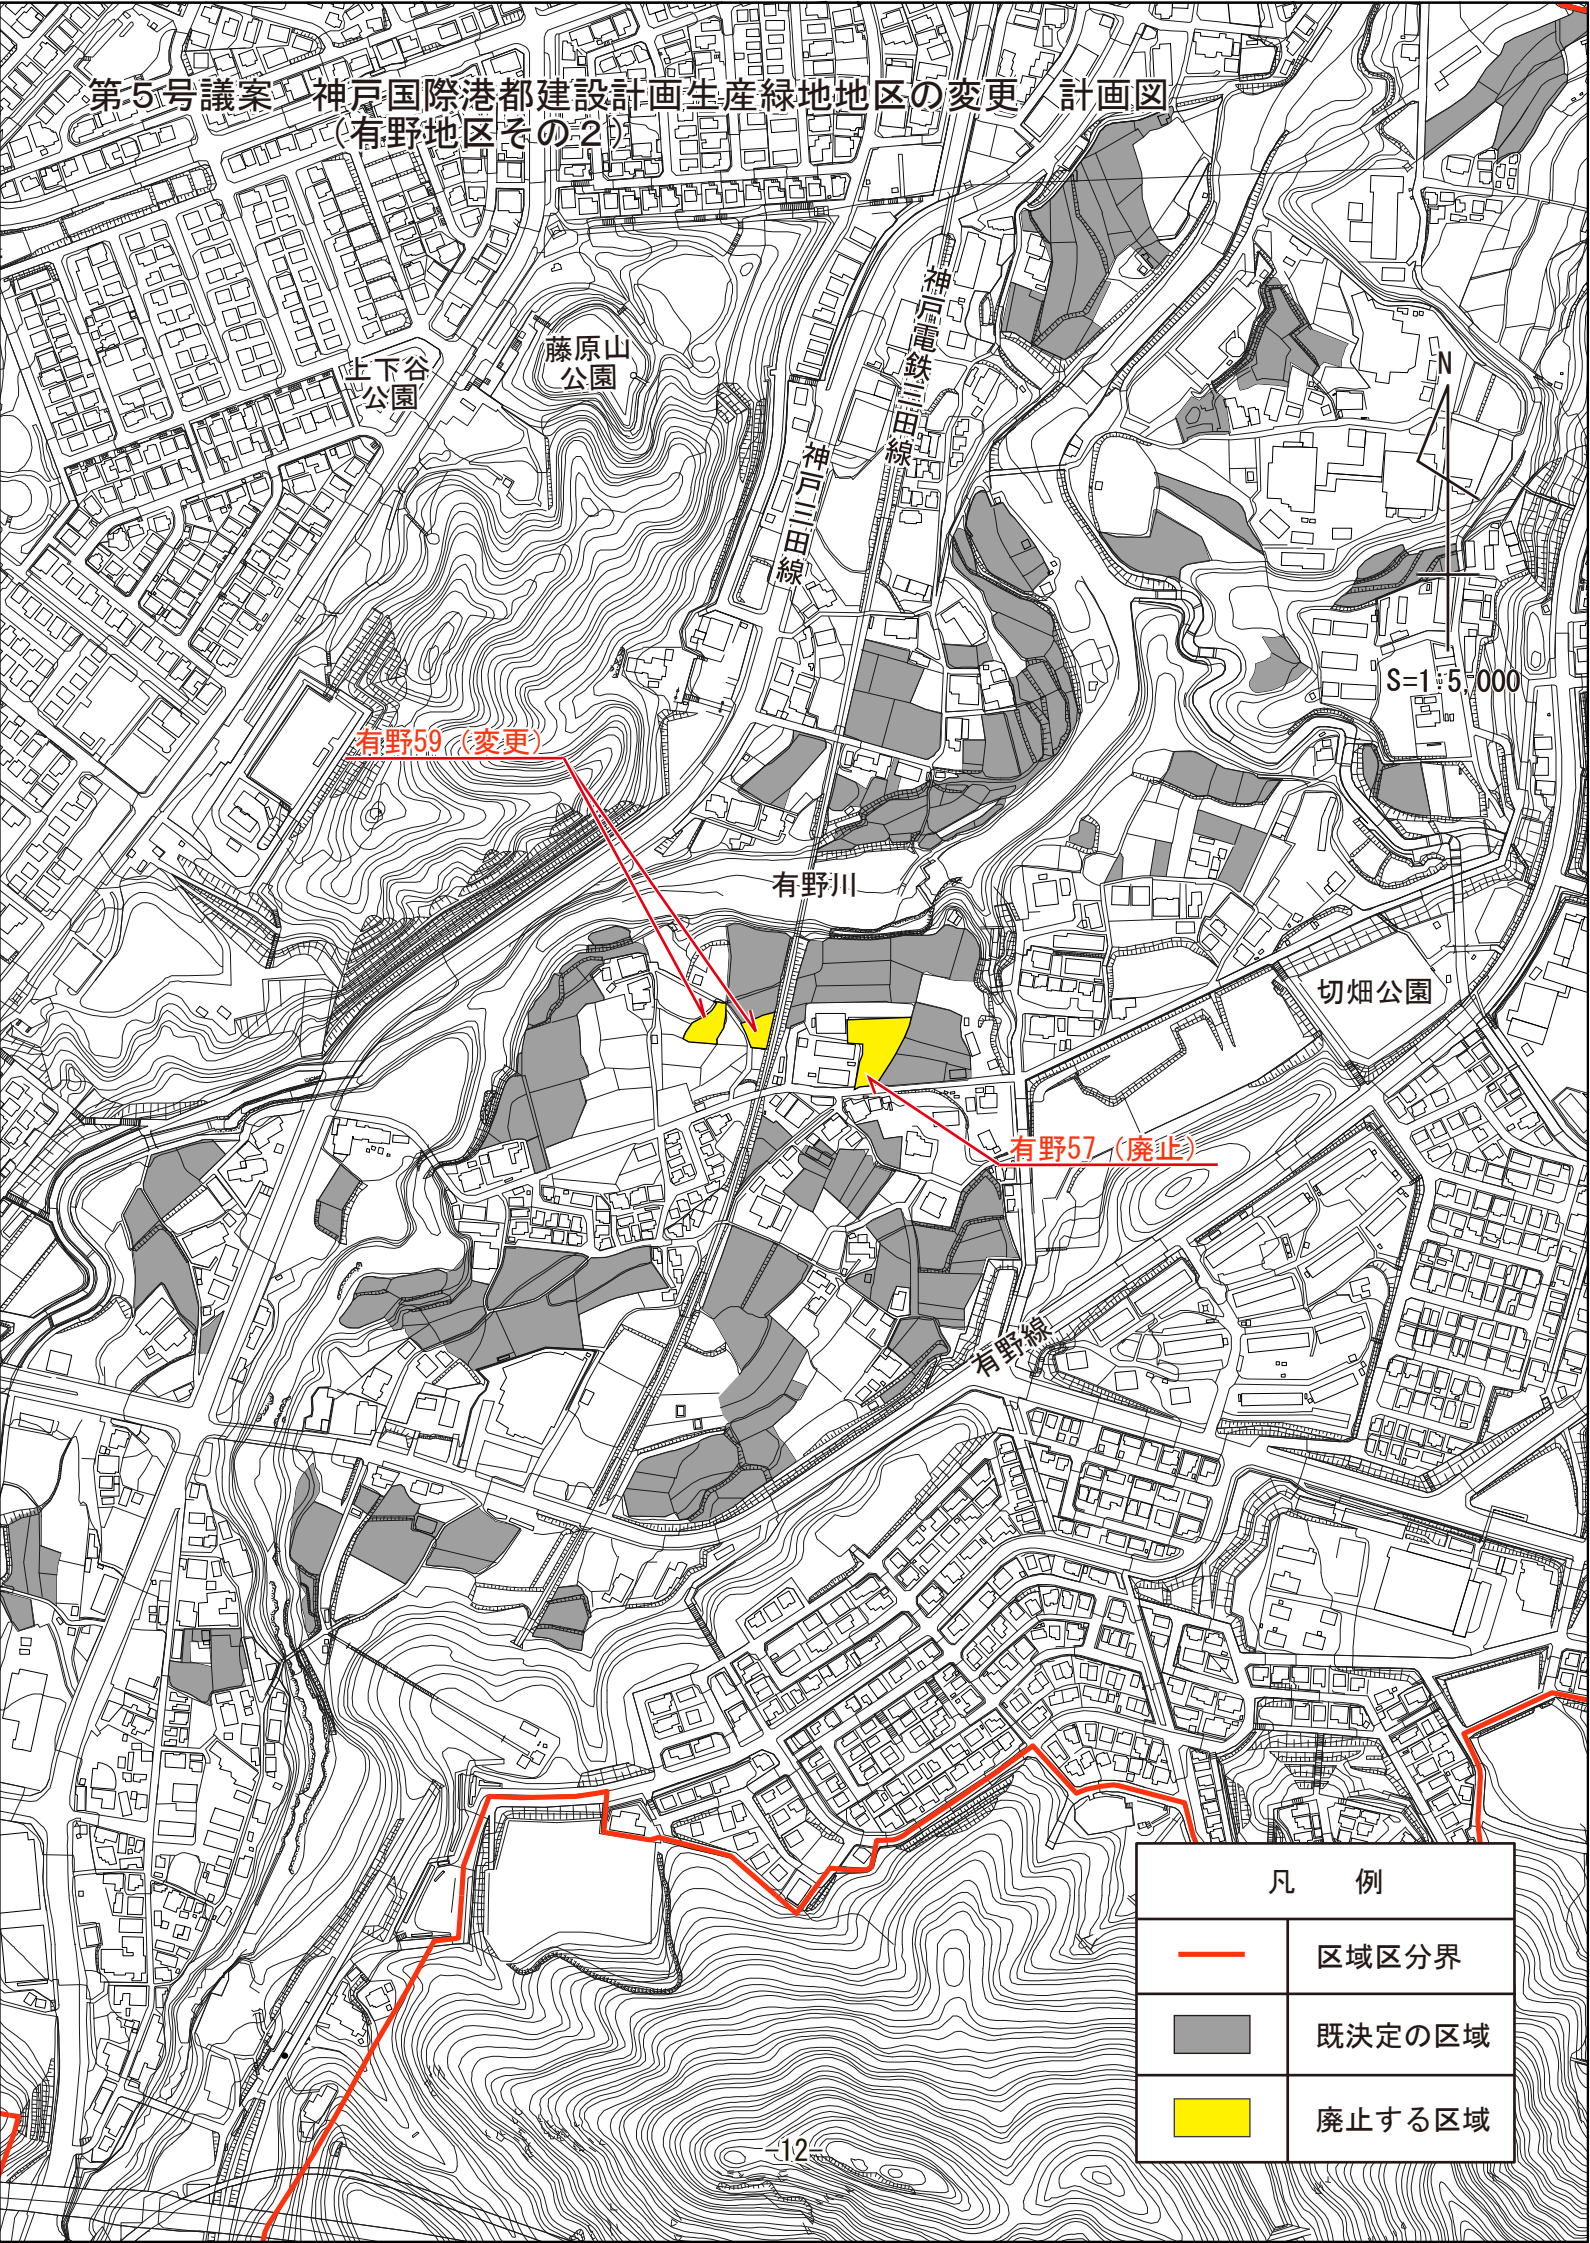 第５号議案　神戸国際港都建設計画生産緑地地区の変更　計画図
（有野地区その２）
神戸電鉄三田線
藤原山
公園
上下谷
公園
N
神戸三田線
S=1:5,000
有野59（変更）
有野川
切畑公園
有野57（廃止）
有野線
凡　例
区域区分界
既決定の区域
廃止する区域
-12-